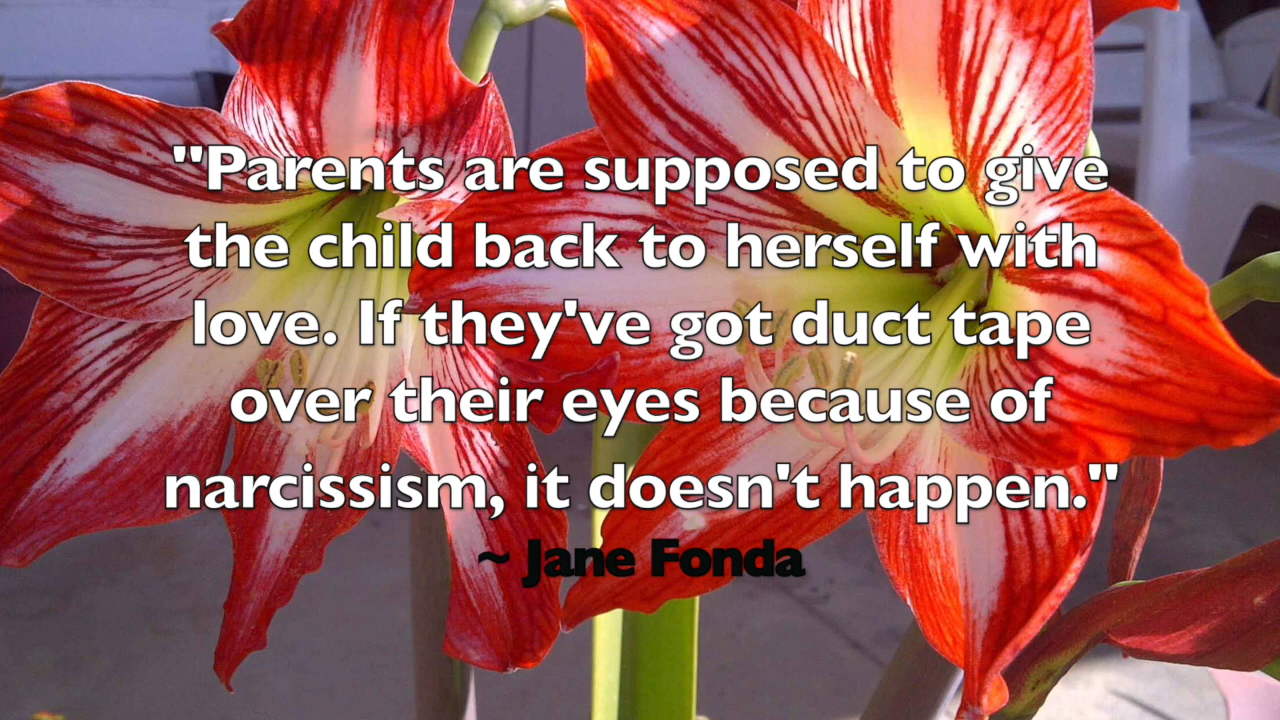 "Parents are supposed to give
the child back to herself with
love. If they've got duct tape
over their eyes because of
narcissism, it doesn't happen."
~ Jane Fonda